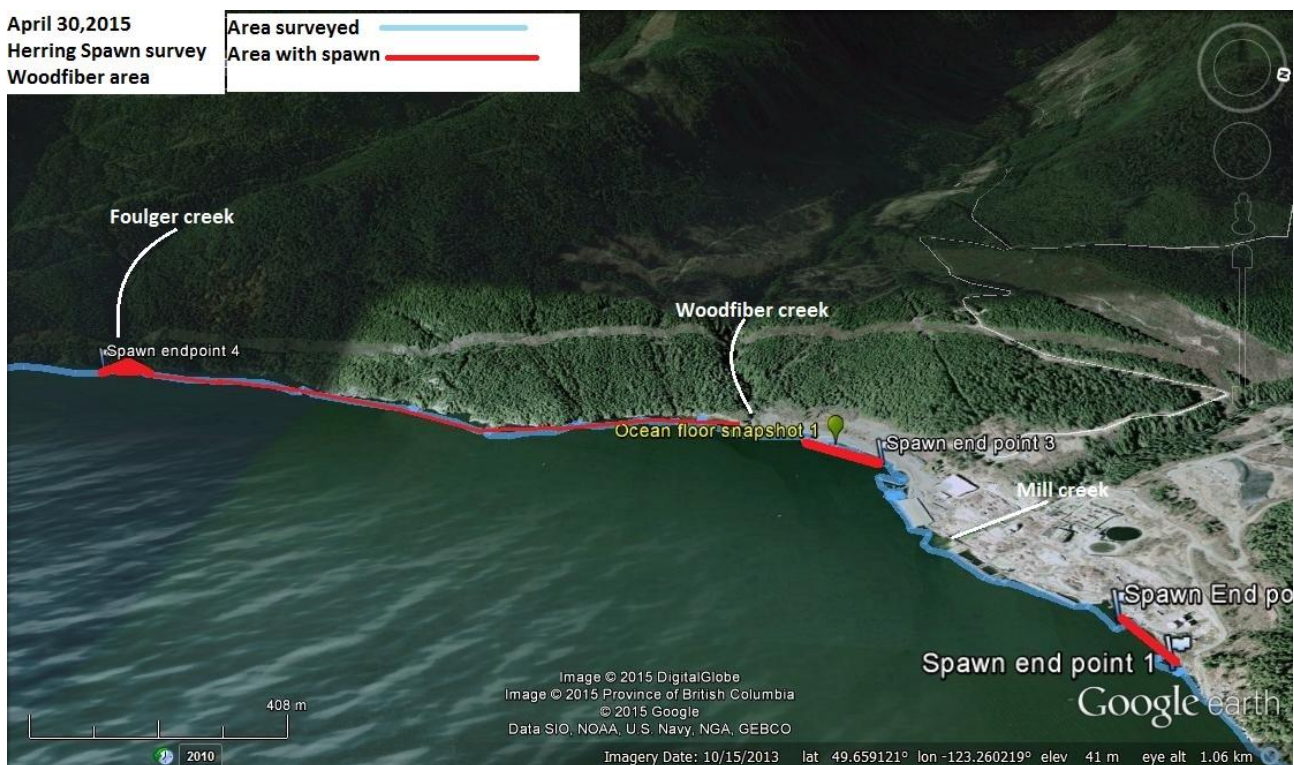 April 30,2015
Herring Spawn survey
Woodfiber area
Area surveyed
Area with spawn
Foulger creek
Spawn endpoint 4
Woodfiber creek
Ocean floor snapshot 1
Spawn end point 3
Mill creek
Spawn End po
Spawn end point 1
Image © 2015 DigitalGlobe
Image © 2015 Province of British Columbia
© 2015 Google
Data SIO, NOAA, U.S. Navy, NGA, GEBCO
Google earth
408 m
2010
Imagery Date: 10/15/2013 lat 49.659121° lon -123.260219° elev 41 m eye alt 1.06 km
N